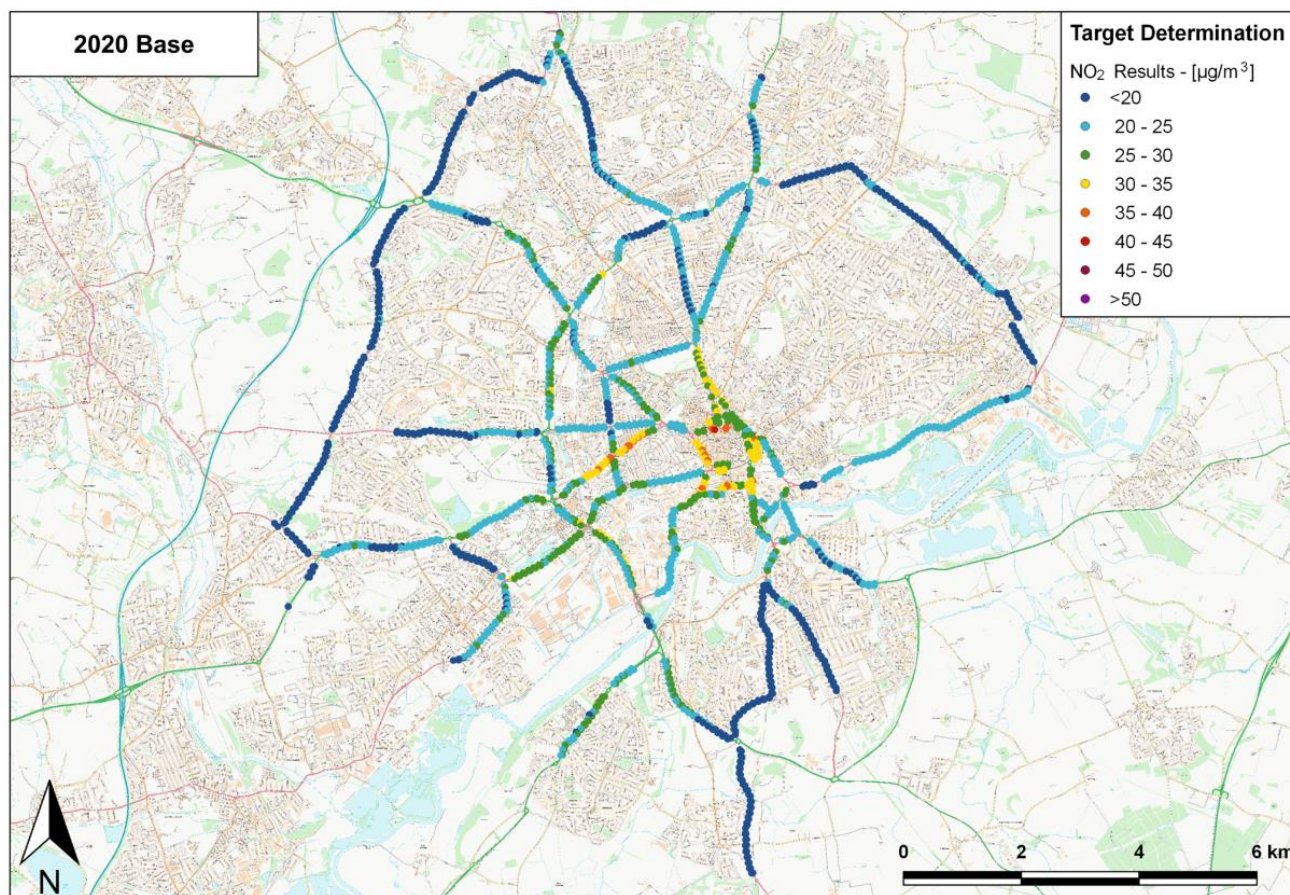 2020 Base
Target Determination
NO₂ Results - [µg/m³]
<20
20 - 25
25 - 30
30 - 35
35 - 40
40 - 45
45 - 50
>50
N
0 2 4 6 km